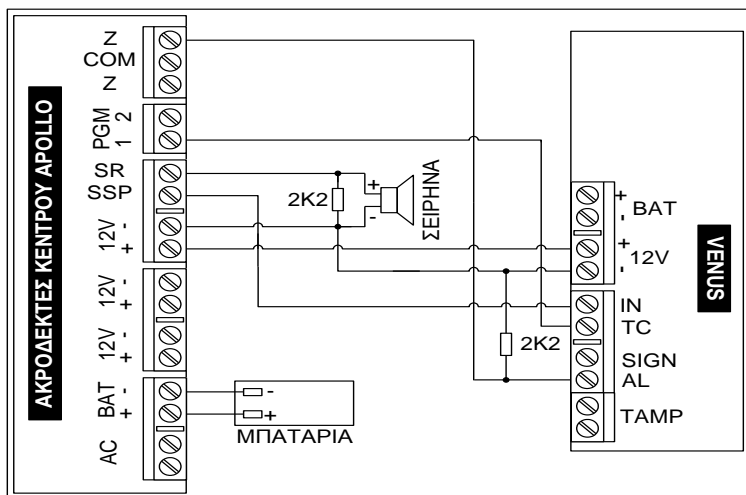 ΑΚΡΟΔΕΚΤΕΣ ΚΕΝΤΡΟΥ APOLLO
Z
COM
Z
PGM
1 2
SR
SSP
12V
- +
12V
- +
12V
- +
BAT
- +
AC
2K2
+
-
ΣΕΙΡΗΝΑ
-
+
ΜΠΑΤΑΡΙΑ
2K2
+
-
BAT
+
-
12V
IN
TC
SIGN
AL
TAMP
VENUS